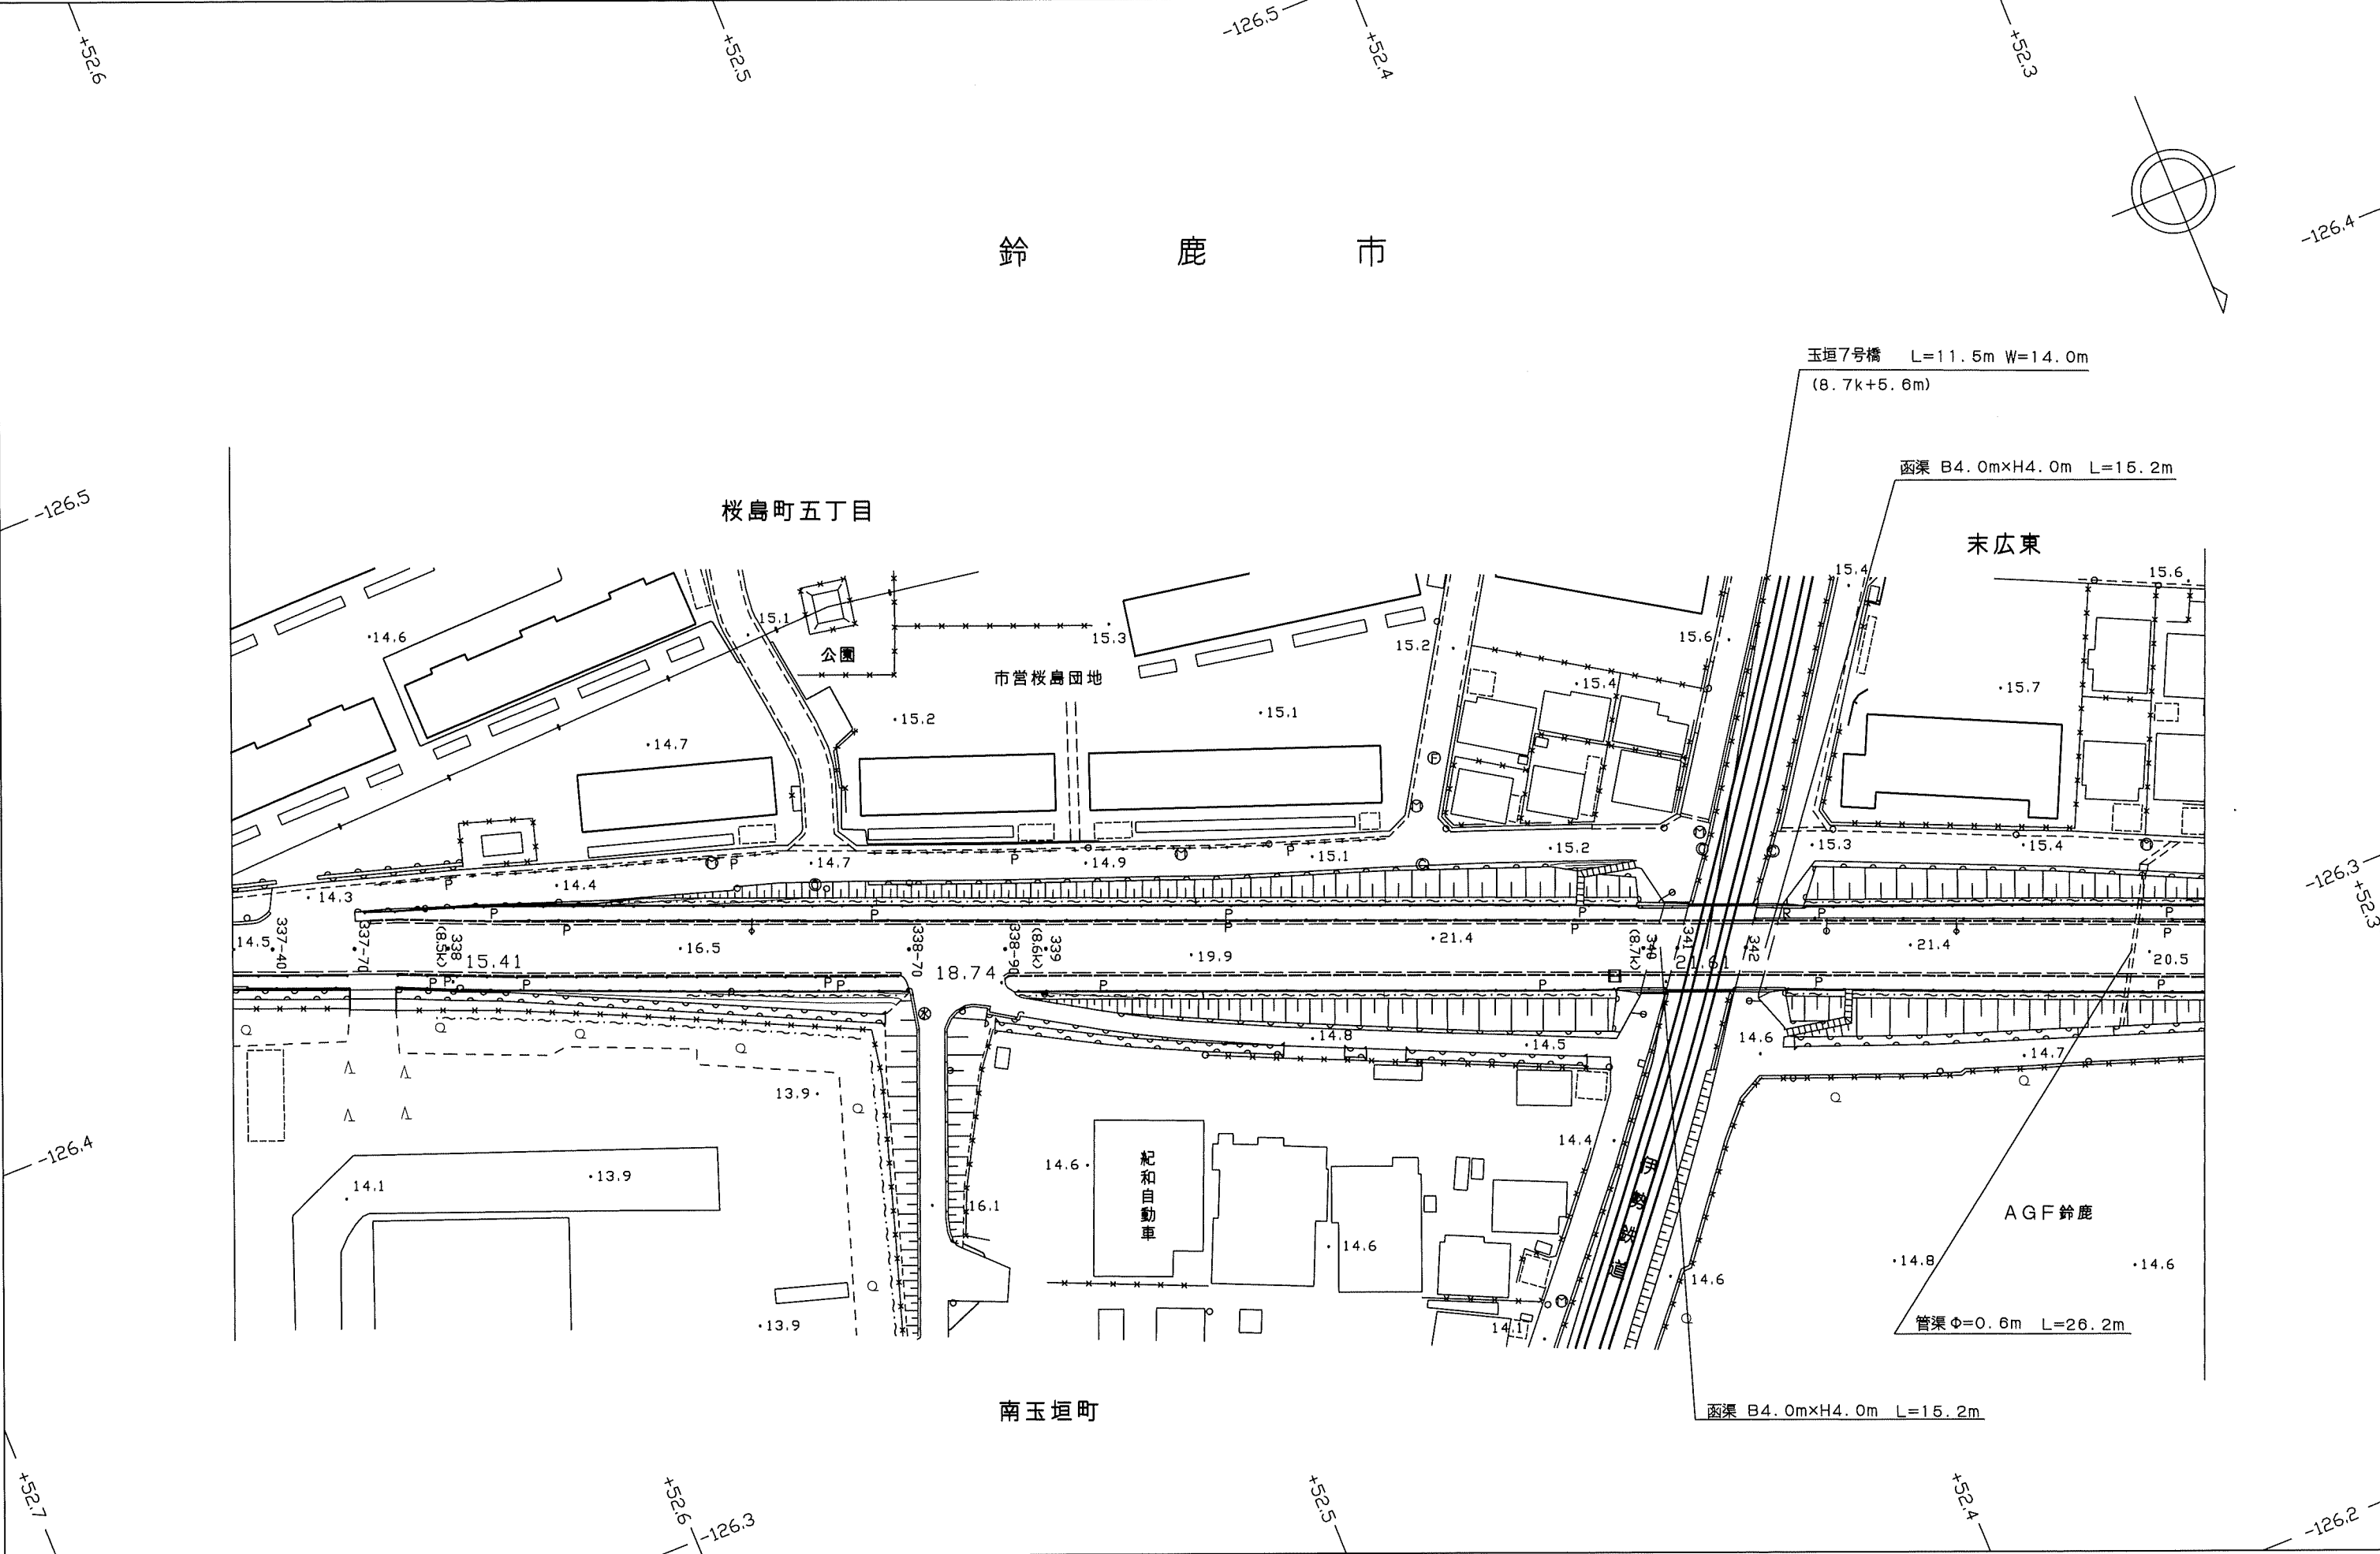 +52.6
+52.5
-126.5
+52.4
+52.3
-126.4
鈴鹿市
玉垣7号橋 L=11.5m W=14.0m
(8.7k+5.6m)
函渠 B4.0m×H4.0m L=15.2m
-126.5
桜島町五丁目
末広東
15.4
15.6
14.6
15.1
15.3
15.2
15.6
公園
市営桜島団地
15.4
15.7
15.2
15.1
14.7
14.7
14.9
15.1
15.2
15.3
15.4
14.4
14.3
-126.3
+52.3
P
P
P
P
P
P
P
P
P
P
P
R
P
P
P
14.5
337-40
337-70
(8.5k)
338
15.41
16.5
338-70
18.74
338-90
(8.6k)
339
19.9
21.4
(8.7k)
340
341
342
21.4
20.5
P
P
P
P
P
P
P
P
P
14.8
14.5
14.6
14.7
13.9
14.4
-126.4
14.1
13.9
16.1
14.6
紀和自動車
14.6
伊勢鉄道
14.6
AGF鈴鹿
14.8
14.6
13.9
14.1
管渠Φ=0.6m L=26.2m
南玉垣町
函渠 B4.0m×H4.0m L=15.2m
+52.7
+52.6
-126.3
+52.5
+52.4
-126.2